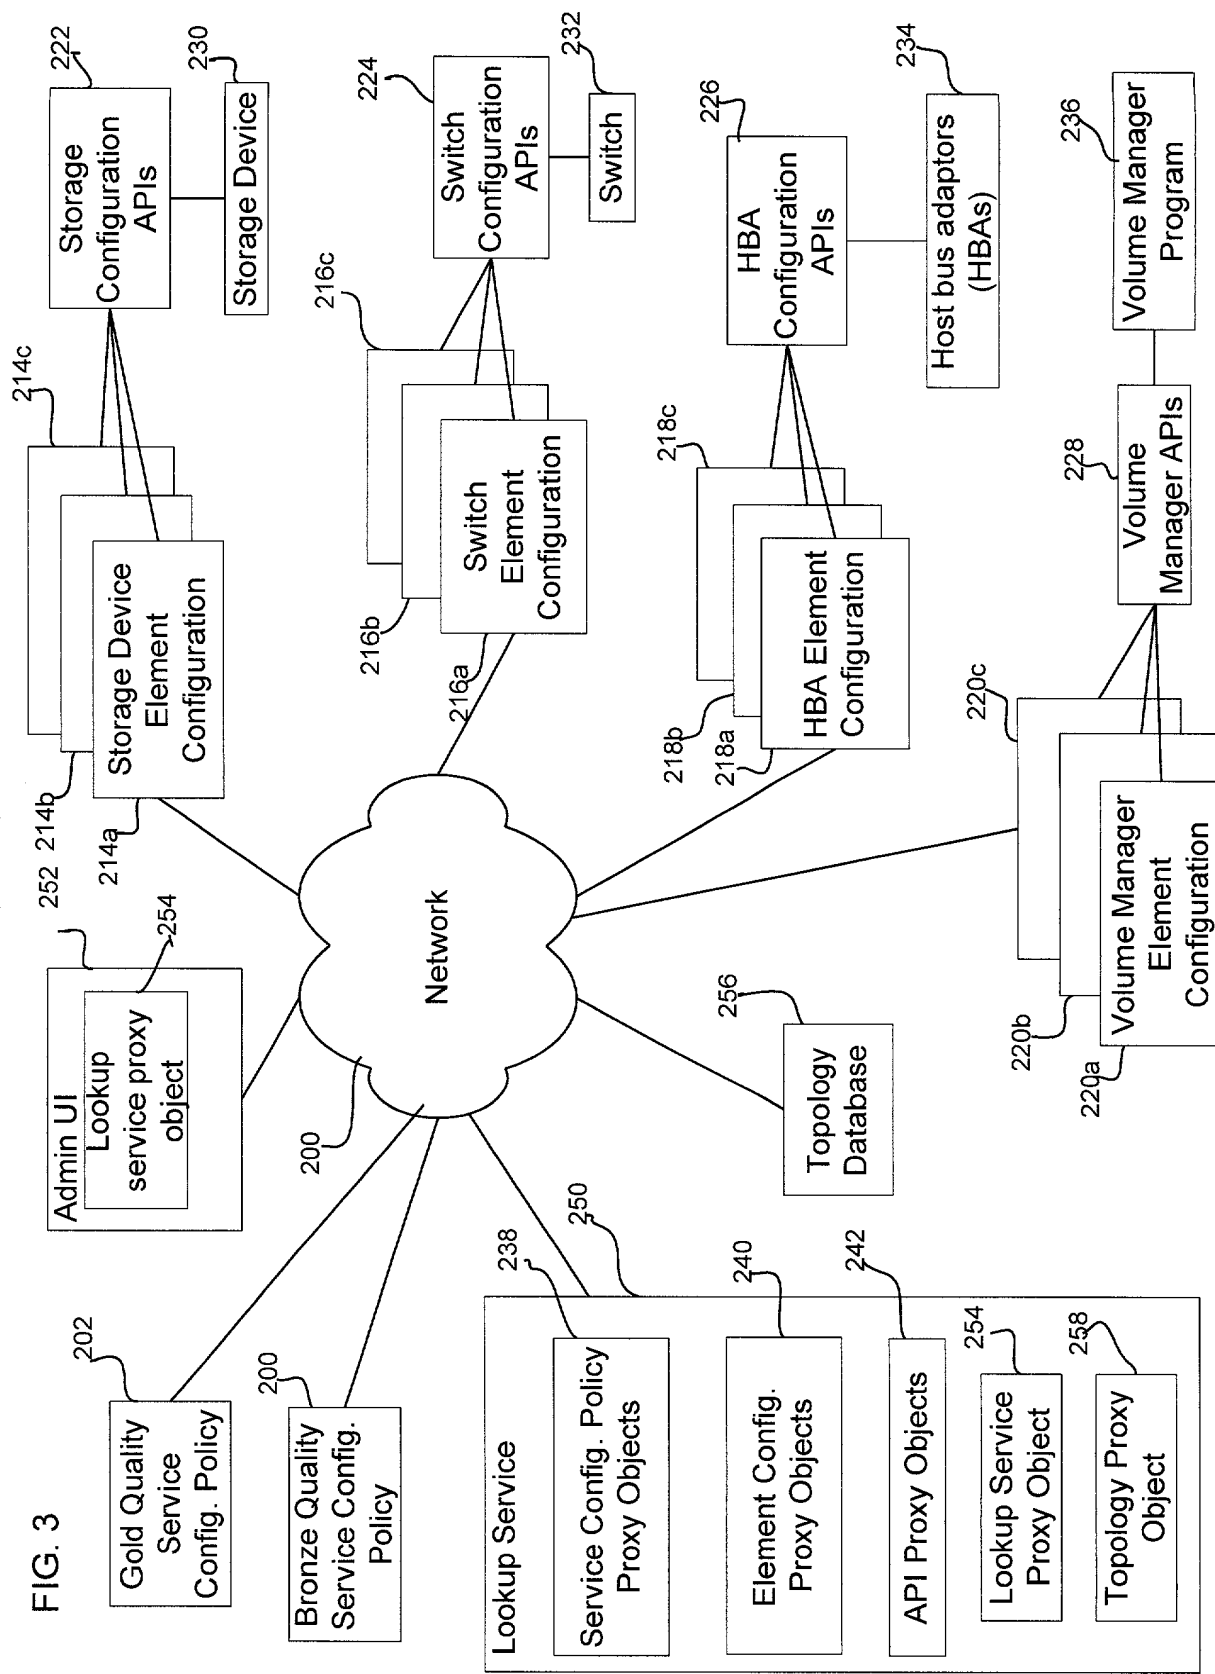 FIG. 3
Gold Quality
Service
Config. Policy
202
Bronze Quality
Service Config.
Policy
200
Admin UI
Lookup
service proxy
object
252
254
Network
200
Lookup Service
250
Service Config. Policy
Proxy Objects
238
Element Config.
Proxy Objects
240
API Proxy Objects
242
Lookup Service
Proxy Object
254
Topology Proxy
Object
258
Topology
Database
256
Storage Device
Element
Configuration
214a
214b
214c
Storage
Configuration
APIs
222
Storage Device
230
Switch
Element
Configuration
216a
216b
216c
Switch
Configuration
APIs
224
Switch
232
HBA Element
Configuration
218a
218b
218c
HBA
Configuration
APIs
226
Host bus adaptors
(HBAs)
234
Volume Manager
Element
Configuration
220a
220b
220c
Volume
Manager APIs
228
Volume Manager
Program
236